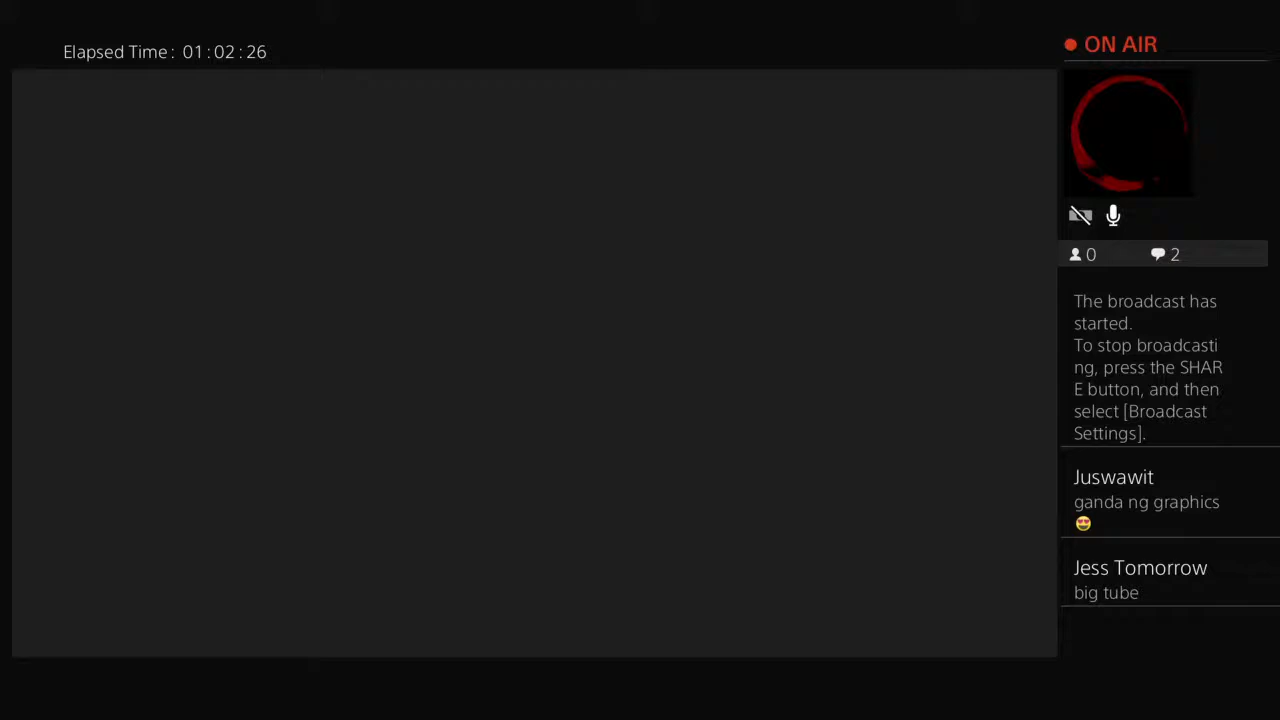 Elapsed Time: 01:02:26
ON AIR
0 2
The broadcast has
started.
To stop broadcasti
ng, press the SHAR
E button, and then
select [Broadcast
Settings].
Juswawit
ganda ng graphics
😍
Jess Tomorrow
big tube